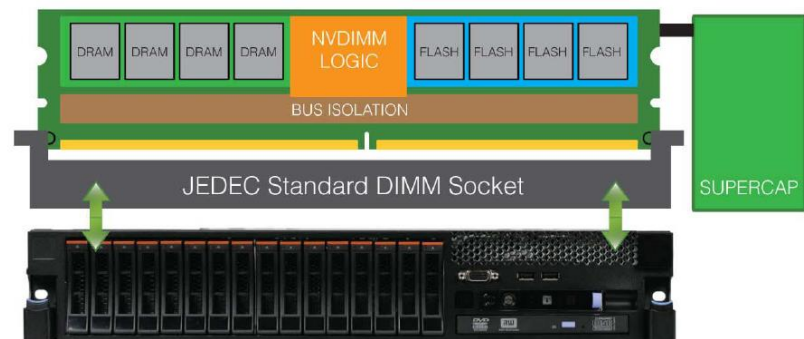 DRAM DRAM DRAM DRAM
NVDIMM
LOGIC
FLASH FLASH FLASH FLASH
BUS ISOLATION
JEDEC Standard DIMM Socket
SUPERCAP